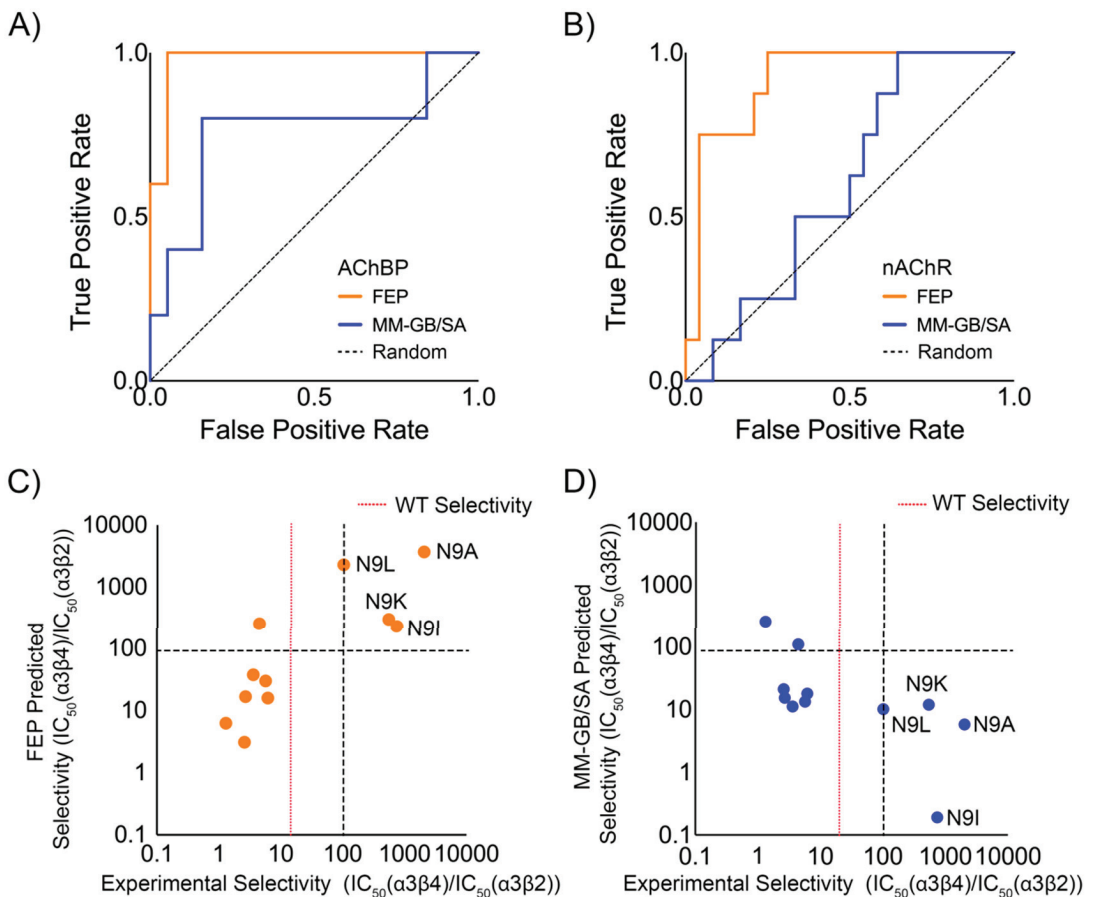 A)
1.0
0.5
0.0
True Positive Rate
AChBP
FEP
MM-GB/SA
Random
0.0 0.5 1.0
False Positive Rate
B)
1.0
0.5
0.0
True Positive Rate
nAChR
FEP
MM-GB/SA
Random
0.0 0.5 1.0
False Positive Rate
C)
WT Selectivity
10000
1000
100
10
1
0.1
FEP Predicted
Selectivity (IC₅₀(α3β4)/IC₅₀(α3β2))
N9A
N9L
N9K
N9I
0.1 1 10 100 1000 10000
Experimental Selectivity (IC₅₀(α3β4)/IC₅₀(α3β2))
D)
WT Selectivity
10000
1000
100
10
1
0.1
MM-GB/SA Predicted
Selectivity (IC₅₀(α3β4)/IC₅₀(α3β2))
N9K
N9L
N9A
N9I
0.1 1 10 100 1000 10000
(IC₅₀(α3β4)/IC₅₀(α3β2))
Experimental Selectivity